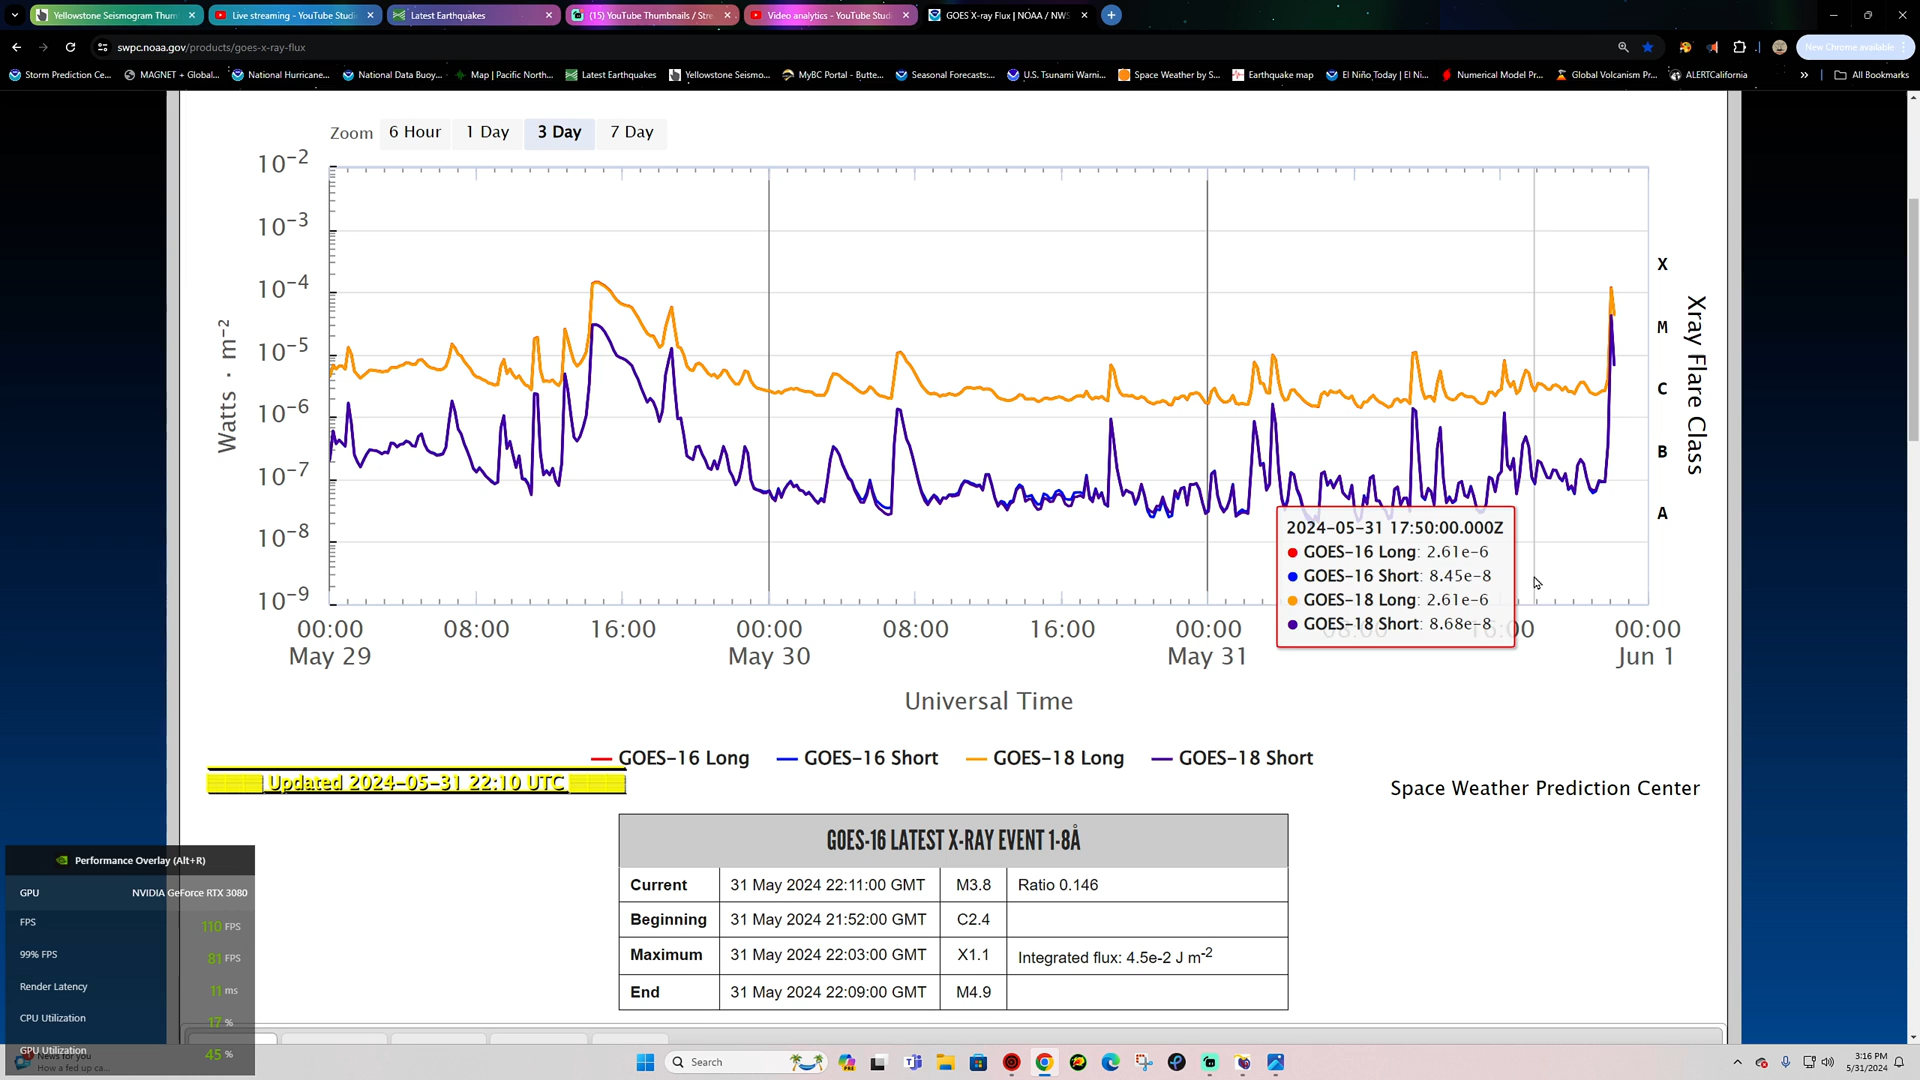 Yellowstone Seismogram Thum
Live streaming - YouTube Studi
Latest Earthquakes
(15) YouTube Thumbnails / Stre
Video analytics - YouTube Stud
GOES X-ray Flux | NOAA / NWS
swpc.noaa.gov/products/goes-x-ray-flux
New Chrome available
Storm Prediction Ce...
MAGNET + Global...
National Hurricane...
National Data Buoy...
Map | Pacific North...
Latest Earthquakes
Yellowstone Seismo...
MyBC Portal - Butte...
Seasonal Forecasts:...
U.S. Tsunami Warni...
Space Weather by S...
Earthquake map
El Niño Today | El Ni...
Numerical Model Pr...
Global Volcanism Pr...
ALERTCalifornia
All Bookmarks
Zoom 6 Hour 1 Day 3 Day 7 Day
10⁻²
10⁻³
10⁻⁴
10⁻⁵
10⁻⁶
10⁻⁷
10⁻⁸
10⁻⁹
Watts · m⁻²
X
M
C
B
A
Xray Flare Class
2024-05-31 17:50:00.000Z
GOES-16 Long: 2.61e-6
GOES-16 Short: 8.45e-8
GOES-18 Long: 2.61e-6
GOES-18 Short: 8.68e-8
00:00 08:00 16:00 00:00 08:00 16:00 00:00 08:00 16:00 00:00
May 29 May 30 May 31 Jun 1
Universal Time
GOES-16 Long GOES-16 Short GOES-18 Long GOES-18 Short
Updated 2024-05-31 22:10 UTC
Space Weather Prediction Center
GOES-16 LATEST X-RAY EVENT 1-8Å
Current 31 May 2024 22:11:00 GMT M3.8 Ratio 0.146
Beginning 31 May 2024 21:52:00 GMT C2.4
Maximum 31 May 2024 22:03:00 GMT X1.1 Integrated flux: 4.5e-2 J m⁻²
End 31 May 2024 22:09:00 GMT M4.9
Performance Overlay (Alt+R)
GPU NVIDIA GeForce RTX 3080
FPS 110 FPS
99% FPS 81 FPS
Render Latency 11 ms
CPU Utilization 17 %
GPU Utilization 45 %
News for you
How a fed up ca...
Search
3:16 PM
5/31/2024